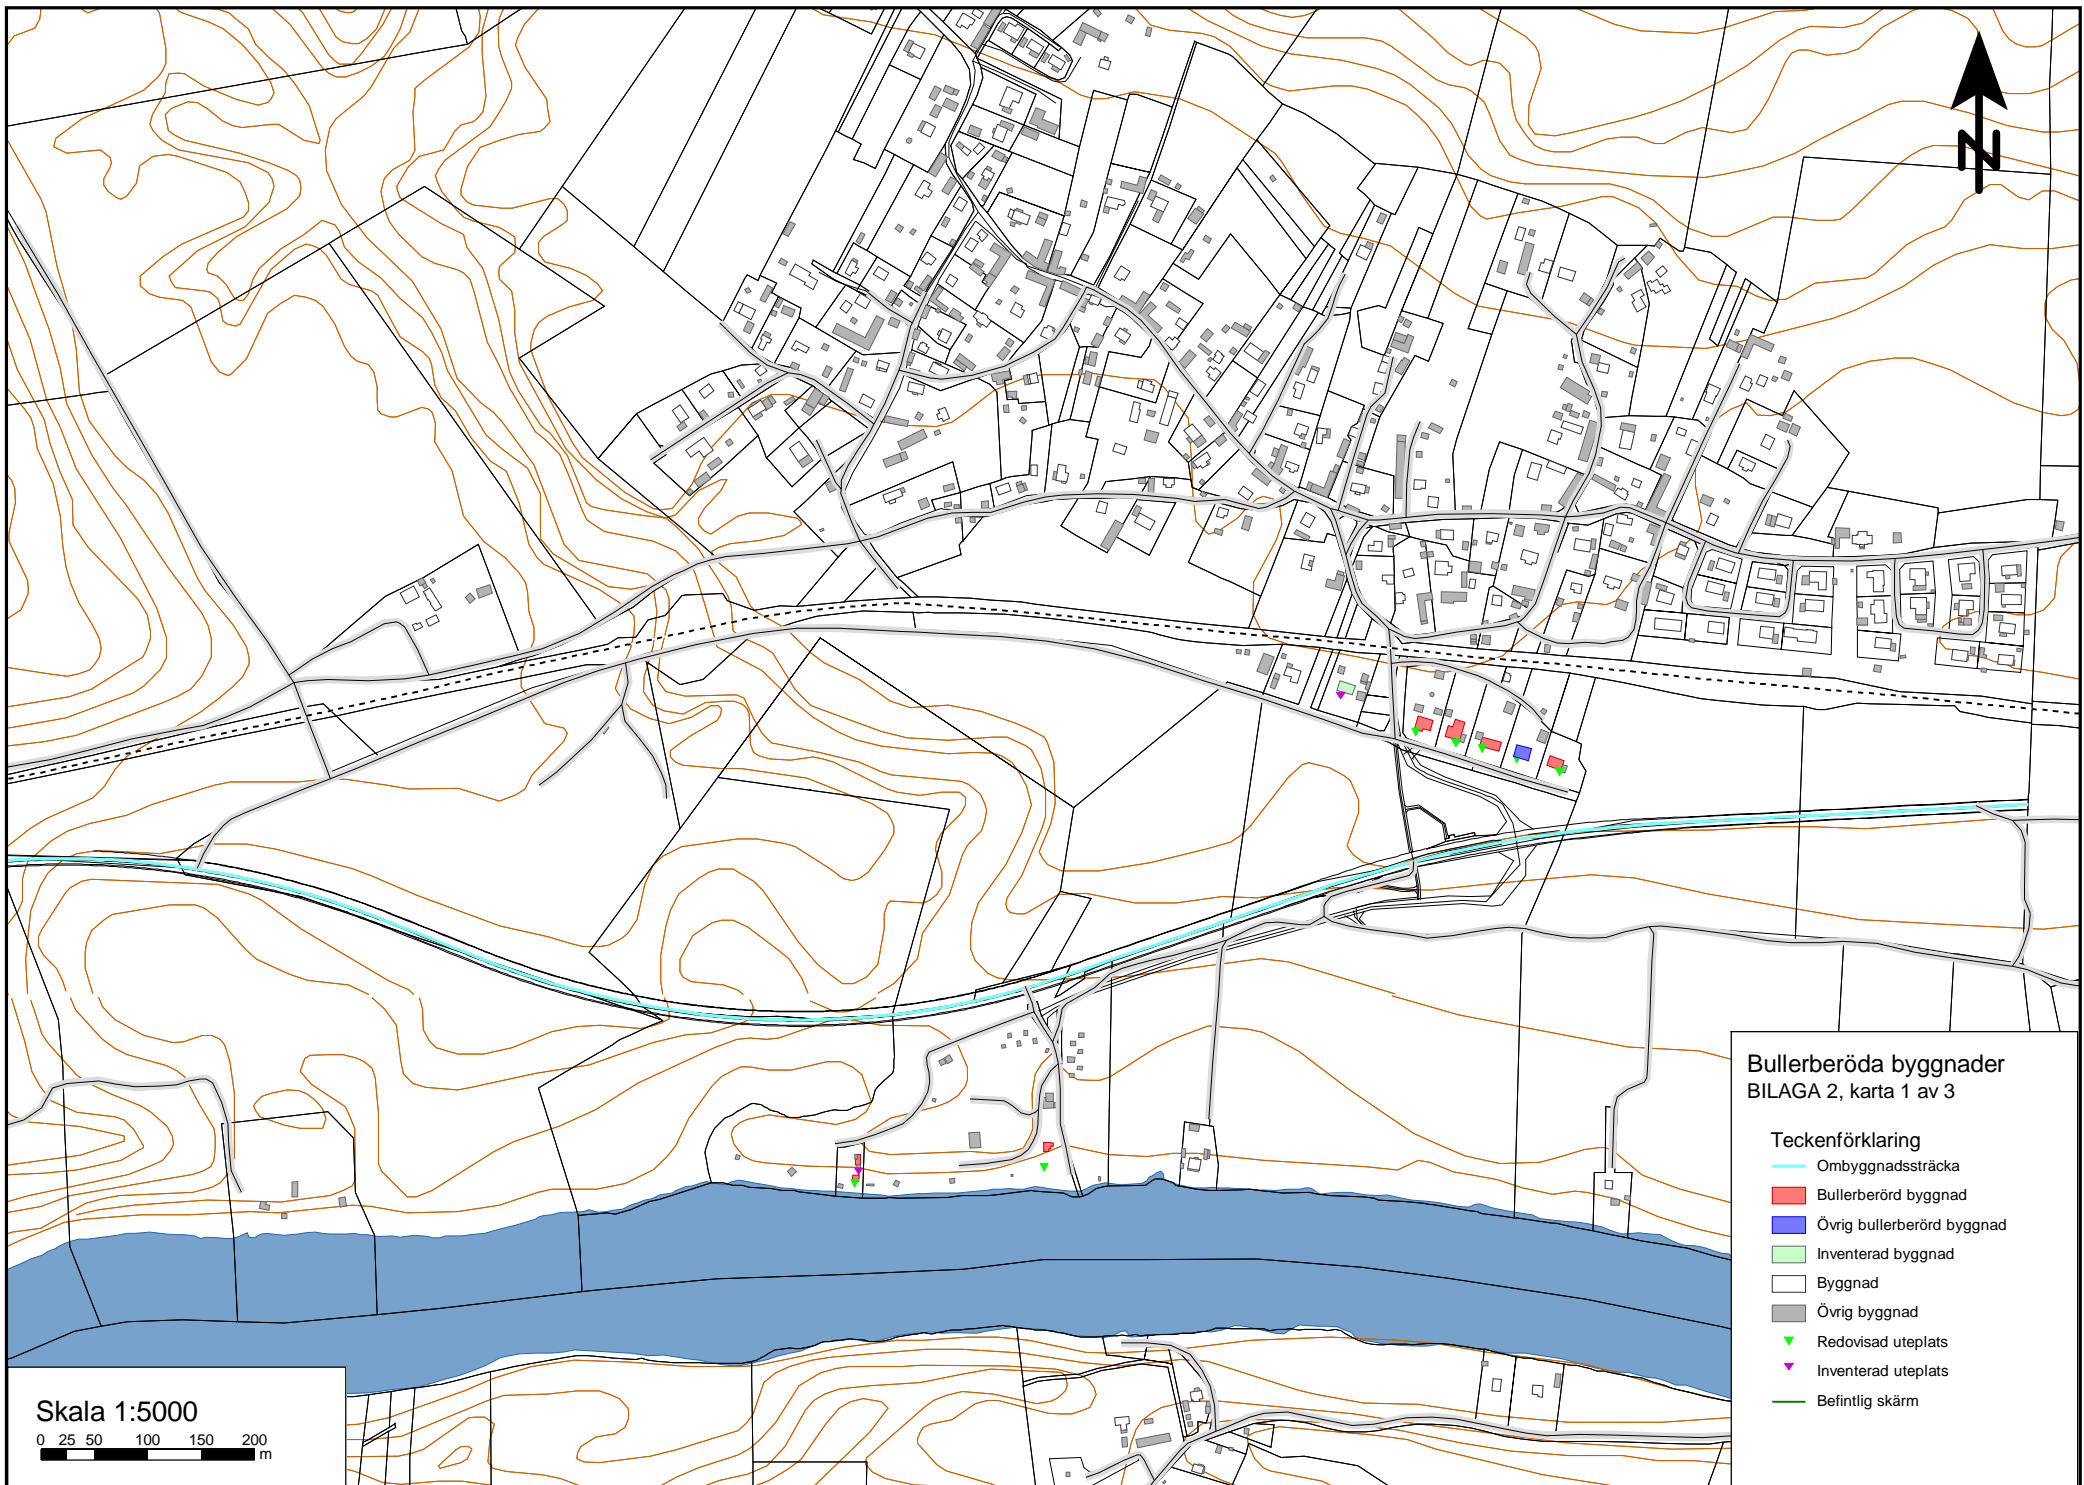 N
Bullerberöda byggnader
BILAGA 2, karta 1 av 3
Teckenförklaring
Ombyggnadssträcka
Bullerberörd byggnad
Övrig bullerberörd byggnad
Inventerad byggnad
Byggnad
Övrig byggnad
Redovisad uteplats
Inventerad uteplats
Befintlig skärm
Skala 1:5000
0 25 50 100 150 200
m